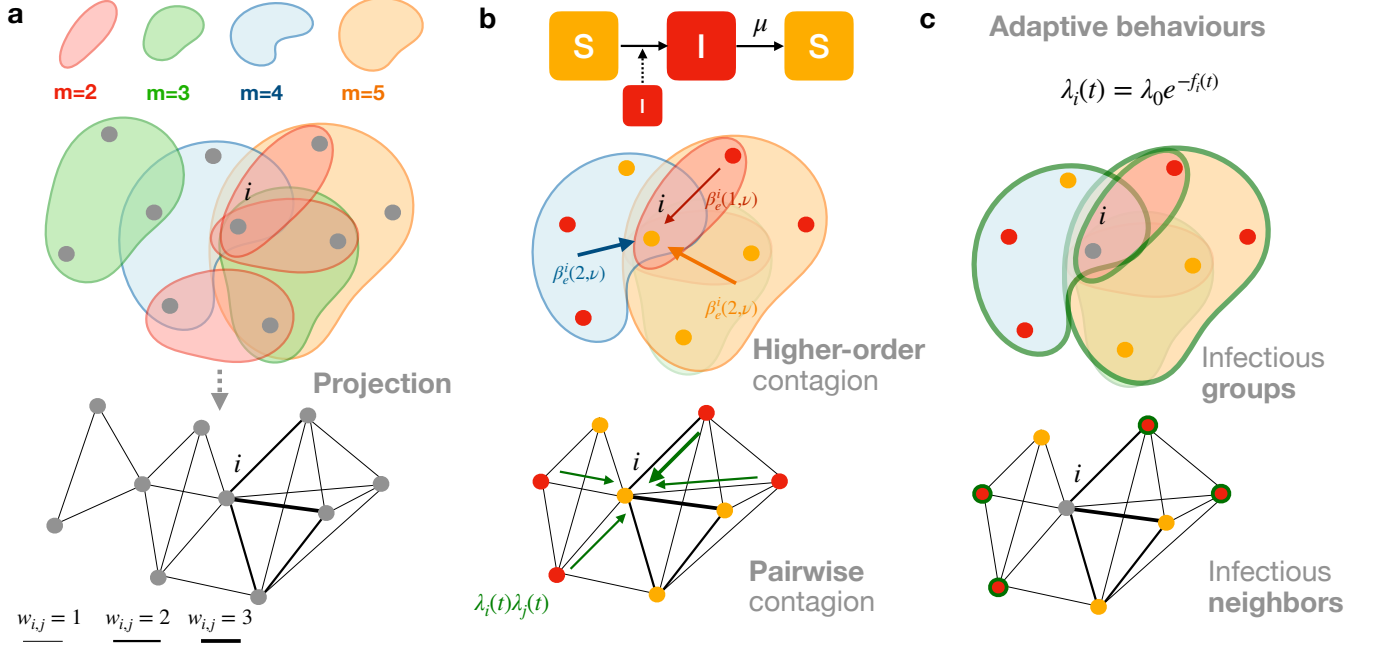 a
m=2
m=3
m=4
m=5
i
Projection
i
w_{i,j} = 1
w_{i,j} = 2
w_{i,j} = 3
b
S
I
μ
S
I
i
β_e^i(1,ν)
β_e^i(2,ν)
β_e^i(2,ν)
Higher-order
contagion
i
λ_i(t)λ_j(t)
Pairwise
contagion
c
Adaptive behaviours
λ_i(t) = λ_0e^{−f_i(t)}
i
Infectious
groups
i
Infectious
neighbors